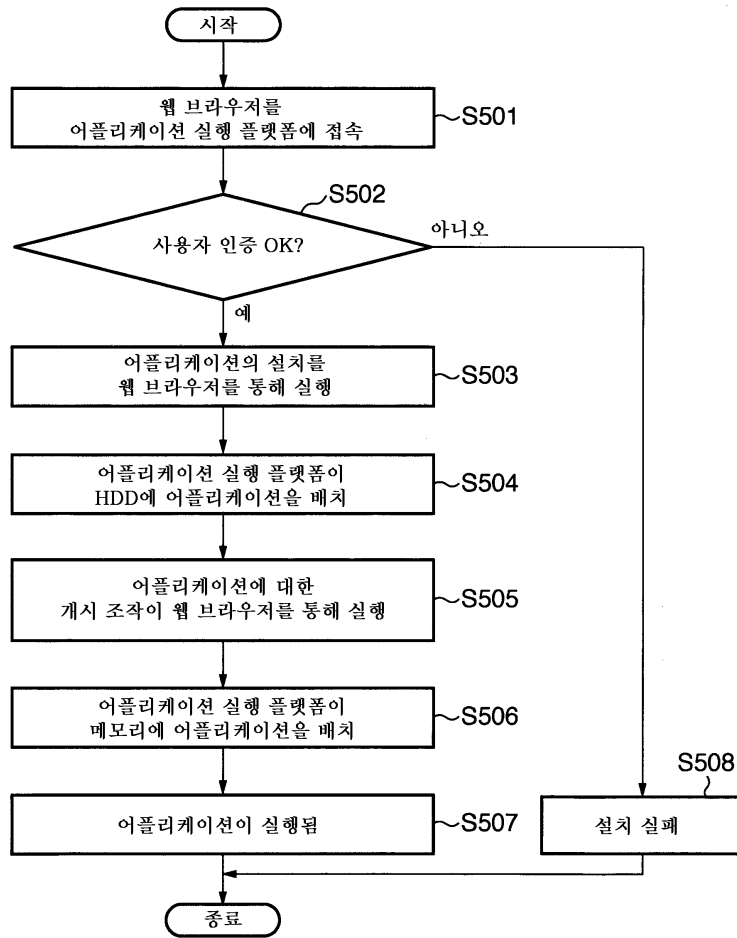 시작
웹 브라우저를
어플리케이션 실행 플랫폼에 접속
S501
S502
사용자 인증 OK?
아니오
예
어플리케이션의 설치를
웹 브라우저를 통해 실행
S503
어플리케이션 실행 플랫폼이
HDD에 어플리케이션을 배치
S504
어플리케이션에 대한
개시 조작이 웹 브라우저를 통해 실행
S505
어플리케이션 실행 플랫폼이
메모리에 어플리케이션을 배치
S506
어플리케이션이 실행됨
S507
S508
설치 실패
종료